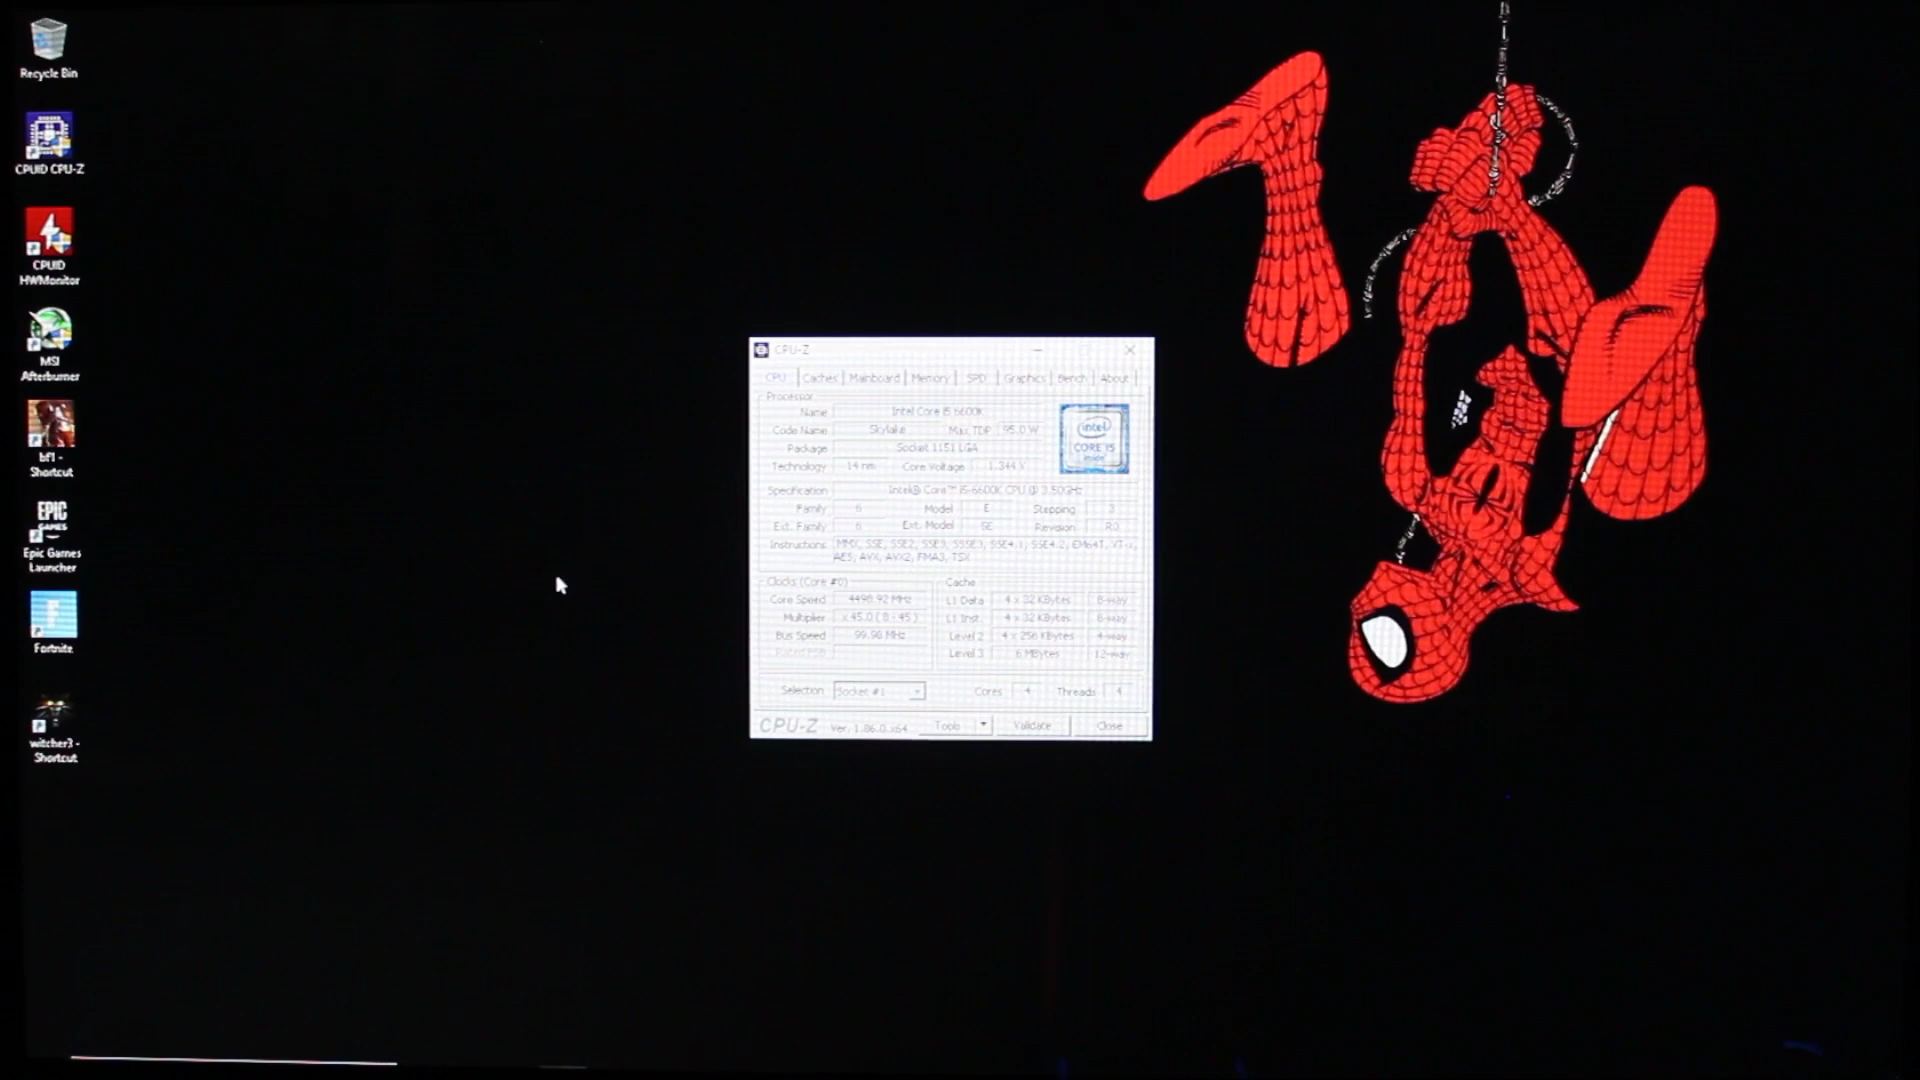 Recycle Bin
CPUID CPU-Z
CPUID
HWMonitor
MSI
Afterburner
bf1 -
Shortcut
EPIC
GAMES
Epic Games
Launcher
F
Fortnite
witcher3 -
Shortcut
CPU-Z
CPU Caches Mainboard Memory SPD Graphics Bench About
Processor
Name Intel Core i5 6600K
Code Name Skylake Max TDP 95.0 W
Package Socket 1151 LGA
Technology 14 nm Core Voltage 1.344 V
intel
CORE i5
inside
Specification Intel® Core™ i5-6600K CPU @ 3.50GHz
Family 6 Model E Stepping 3
Ext. Family 6 Ext. Model 5E Revision R0
Instructions MMX, SSE, SSE2, SSE3, SSSE3, SSE4.1, SSE4.2, EM64T, VT-x,
AES, AVX, AVX2, FMA3, TSX
Clocks (Core #0)
Core Speed 4498.92 MHz
Multiplier x 45.0 ( 8 - 45 )
Bus Speed 99.98 MHz
Rated FSB
Cache
L1 Data 4 x 32 KBytes 8-way
L1 Inst. 4 x 32 KBytes 8-way
Level 2 4 x 256 KBytes 4-way
Level 3 6 MBytes 12-way
Selection Socket #1 Cores 4 Threads 4
CPU-Z Ver. 1.86.0.x64 Tools Validate Close